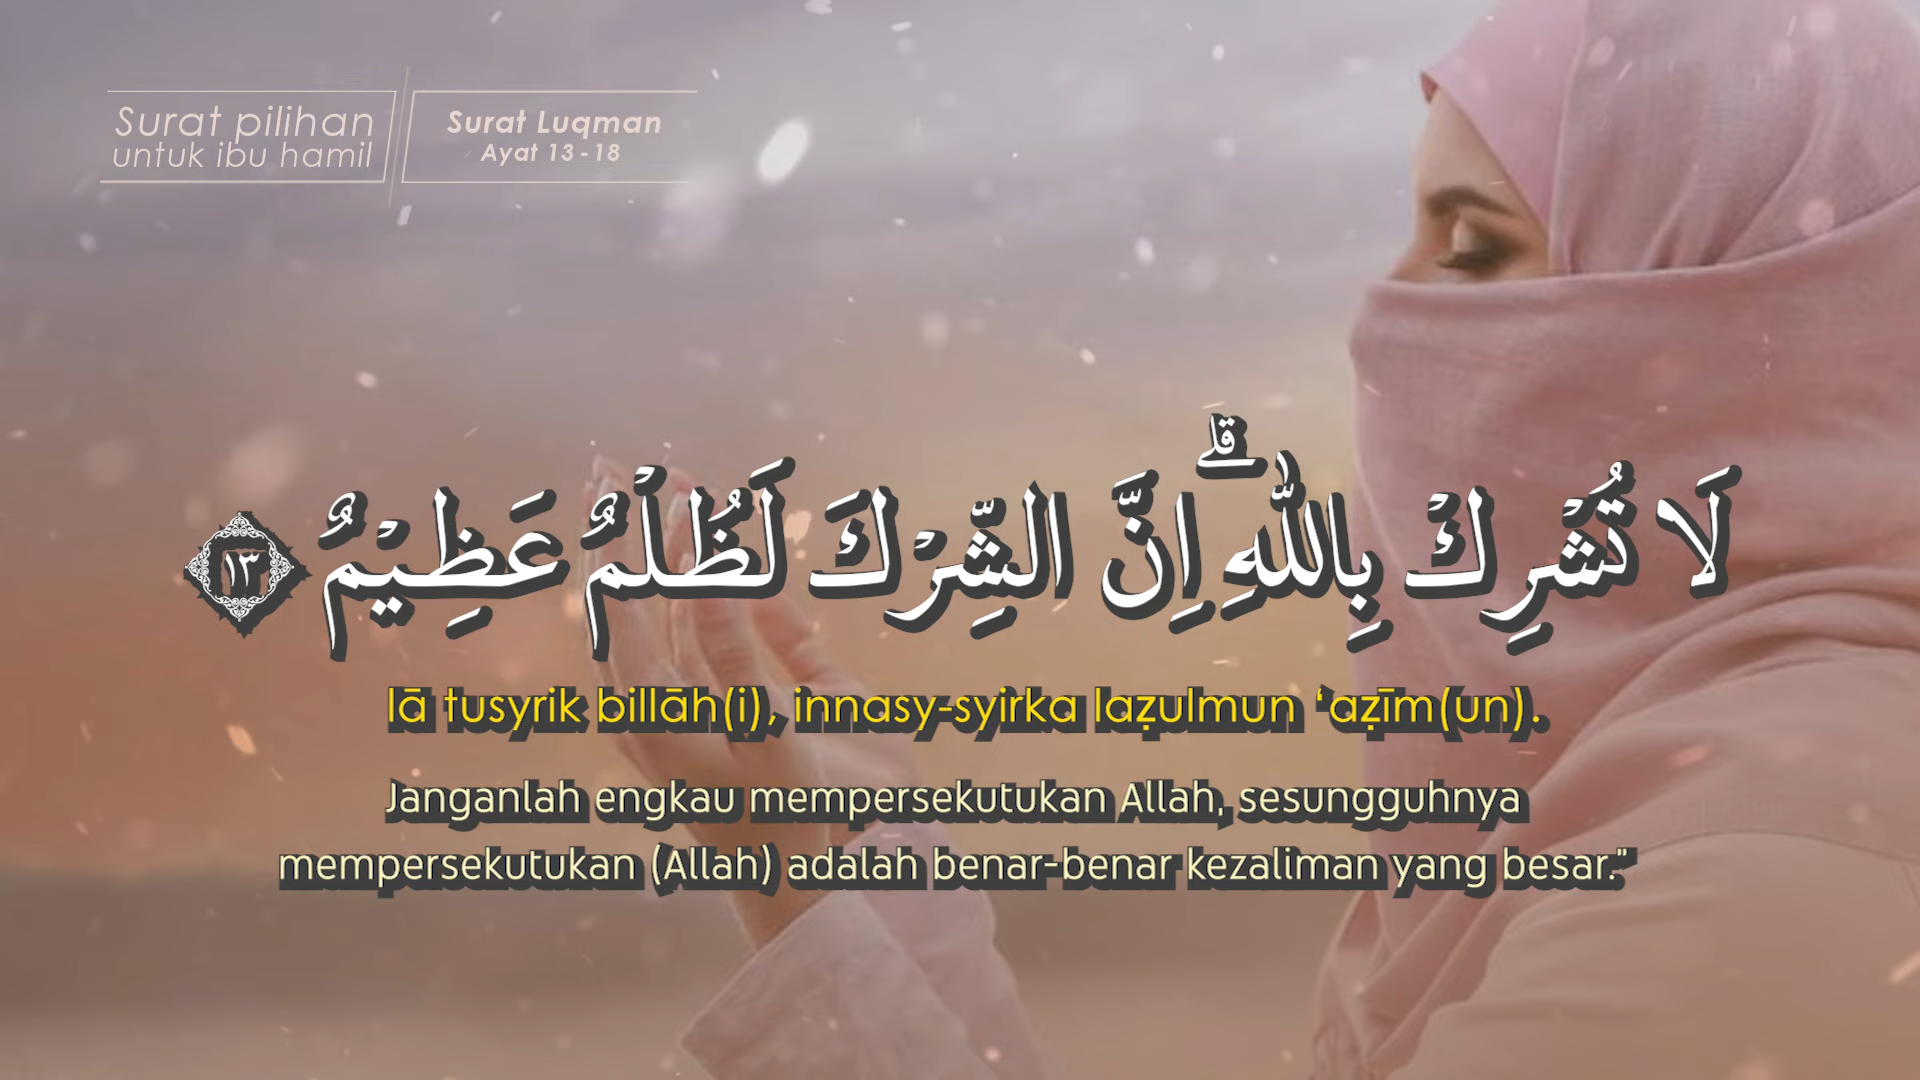 Surat pilihan
untuk ibu hamil
Surat Luqman
Ayat 13 - 18
لَا تُشْرِكْ بِاللّٰهِ ۗاِنَّ الشِّرْكَ لَظُلْمٌ عَظِيْمٌ ١٣
lā tusyrik billāh(i), innasy-syirka laẓulmun ‘aẓīm(un).
Janganlah engkau mempersekutukan Allah, sesungguhnya
mempersekutukan (Allah) adalah benar-benar kezaliman yang besar.”